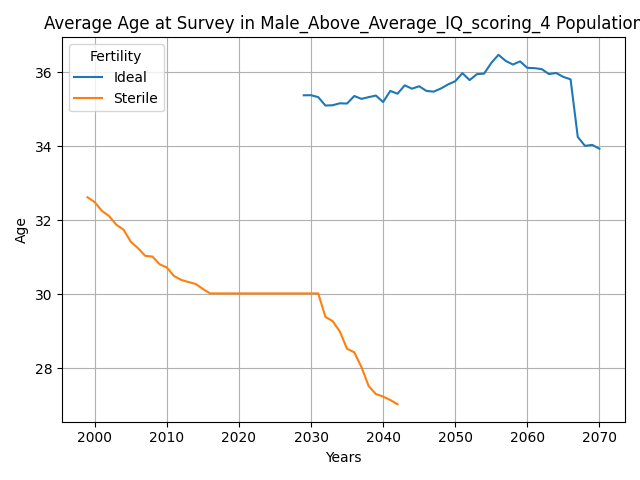 Average Age at Survey in Male_Above_Average_IQ_scoring_4 Population
Fertility
Ideal
Sterile
36
34
32
30
28
Age
2000 2010 2020 2030 2040 2050 2060 2070
Years